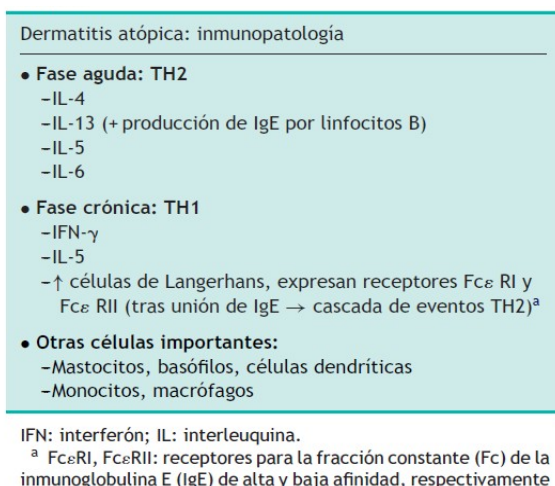 Dermatitis atópica: inmunopatología
• Fase aguda: TH2
–IL-4
–IL-13 (+ producción de IgE por linfocitos B)
–IL-5
–IL-6
• Fase crónica: TH1
–IFN-γ
–IL-5
–↑ células de Langerhans, expresan receptores Fcε RI y
Fcε RII (tras unión de IgE → cascada de eventos TH2)ᵃ
• Otras células importantes:
–Mastocitos, basófilos, células dendríticas
–Monocitos, macrófagos
IFN: interferón; IL: interleuquina.
ᵃ FcεRI, FcεRII: receptores para la fracción constante (Fc) de la
inmunoglobulina E (IgE) de alta y baja afinidad, respectivamente